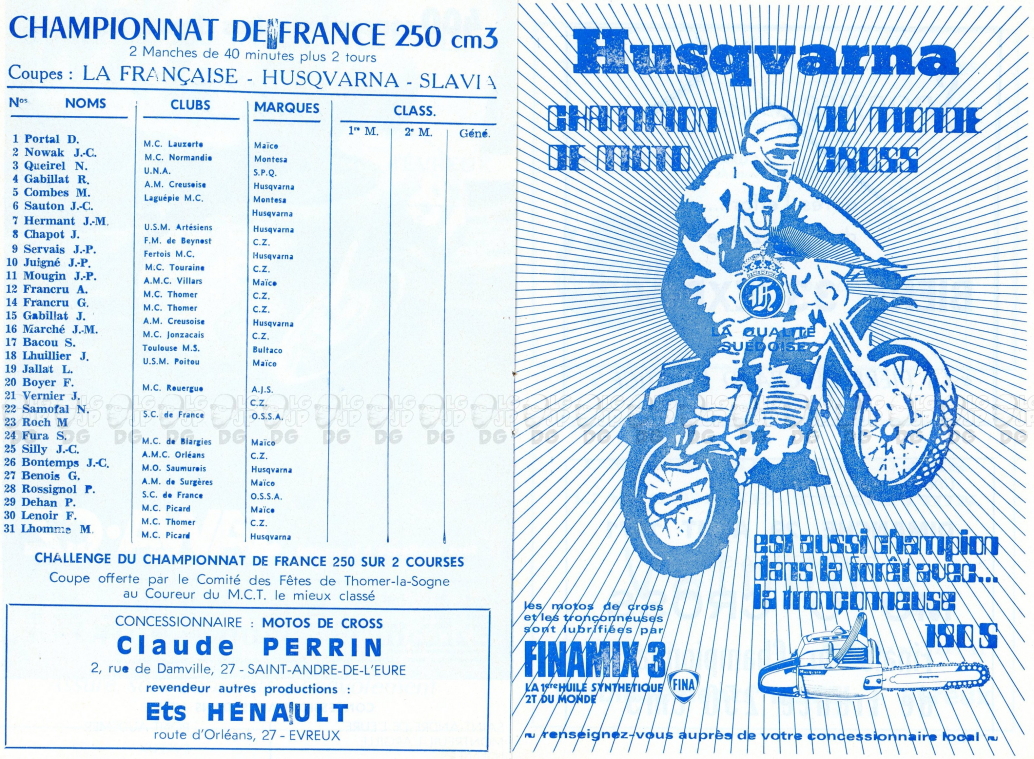 CHAMPIONNAT DE FRANCE 250 cm3
2 Manches de 40 minutes plus 2 tours
Coupes : LA FRANÇAISE - HUSQVARNA - SLAVIA
Nos NOMS CLUBS MARQUES CLASS.
1re M. 2e M. Géné.
1 Portal D. M.C. Lauzerte Maïco
2 Nowak J.-C. M.C. Normandie Montesa
3 Queirel N. U.N.A. S.P.Q.
4 Gabillat R. A.M. Creusoise Husqvarna
5 Combes M. Laguépie M.C. Montesa
6 Sauton J.-C. Husqvarna
7 Hermant J.-M. U.S.M. Artésiens Husqvarna
8 Chapot J. F.M. de Beynost C.Z.
9 Servais J.-P. Fertois M.C. Husqvarna
10 Juigné J.-P. M.C. Touraine C.Z.
11 Mougin J.-P. A.M.C. Villars Maïco
12 Francru A. M.C. Thomer C.Z.
14 Francru G. M.C. Thomer C.Z.
15 Gabillat J. A.M. Creusoise Husqvarna
16 Marché J.-M. M.C. Jonzacais C.Z.
17 Bacou S. Toulouse M.S. Bultaco
18 Lhuillier J. U.S.M. Poitou Maïco
19 Jallat L.
20 Boyer F. M.C. Rouergue A.J.S.
21 Vernier J. C.Z.
22 Samofal N. S.C. de France O.S.S.A.
23 Roch M
24 Fura S. M.C. de Blargies Maïco
25 Silly J.-C. A.M.C. Orléans C.Z.
26 Bontemps J.-C. M.O. Saumurois Husqvarna
27 Benois G. A.M. de Surgères Maïco
28 Rossignol P. S.C. de France O.S.S.A.
29 Dehan P. M.C. Picard Maïco
30 Lenoir F. M.C. Thomer C.Z.
31 Lhomme M. M.C. Picard Husqvarna
CHALLENGE DU CHAMPIONNAT DE FRANCE 250 SUR 2 COURSES
Coupe offerte par le Comité des Fêtes de Thomer-la-Sogne
au Coureur du M.C.T. le mieux classé
CONCESSIONNAIRE : MOTOS DE CROSS
Claude PERRIN
2, rue de Damville, 27 - SAINT-ANDRE-DE-L'EURE
revendeur autres productions :
Ets HÉNAULT
route d'Orléans, 27 - EVREUX
Husqvarna
CHAMPION DU MONDE
DE MOTO CROSS
H
LA QUALITÉ
SUÉDOISE
est aussi champion
dans la forêt avec...
la tronçonneuse
180 S
Husqvarna
les motos de cross
et les tronçonneuses
sont lubrifiées par
FINAMIX 3
FINA
LA 1ère HUILE SYNTHETIQUE
2T DU MONDE
~ renseignez-vous auprès de votre concessionnaire local ~